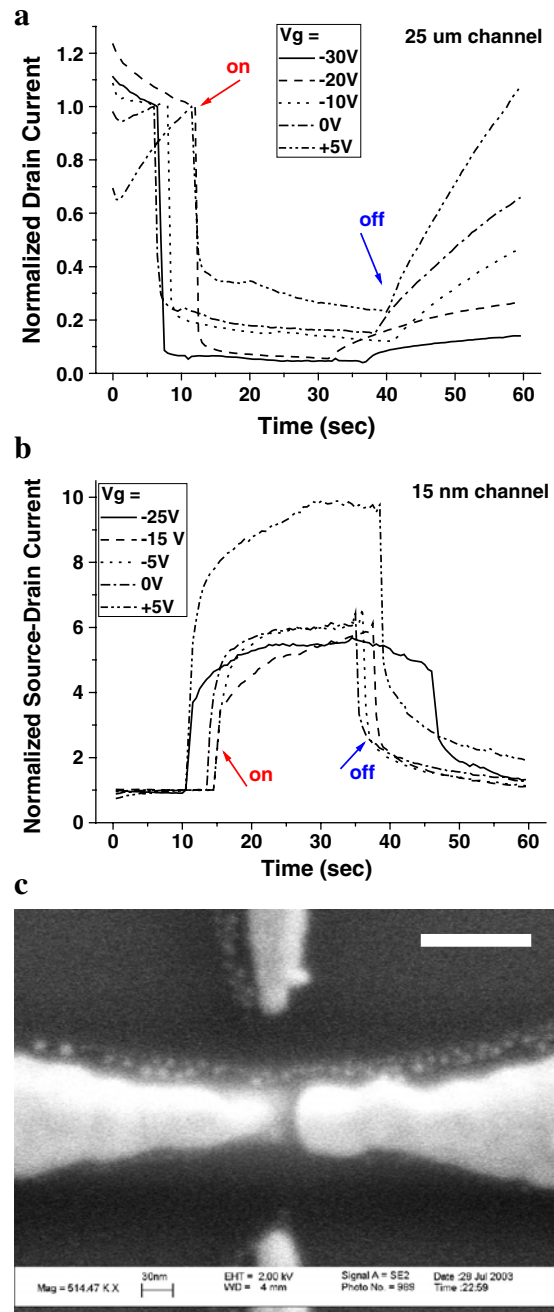 a
25 um channel
Vg =
-30V
-20V
-10V
0V
+5V
on
off
Normalized Drain Current
1.2
1.0
0.8
0.6
0.4
0.2
0.0
0 10 20 30 40 50 60
Time (sec)
b
15 nm channel
Vg =
-25V
-15 V
-5V
0V
+5V
on
off
Normalized Source-Drain Current
10
8
6
4
2
0
0 10 20 30 40 50 60
Time (sec)
c
Mag = 514.47 K X
30nm
EHT = 2.00 kV
WD = 4 mm
Signal A = SE2
Photo No. = 989
Date :28 Jul 2003
Time :22:59